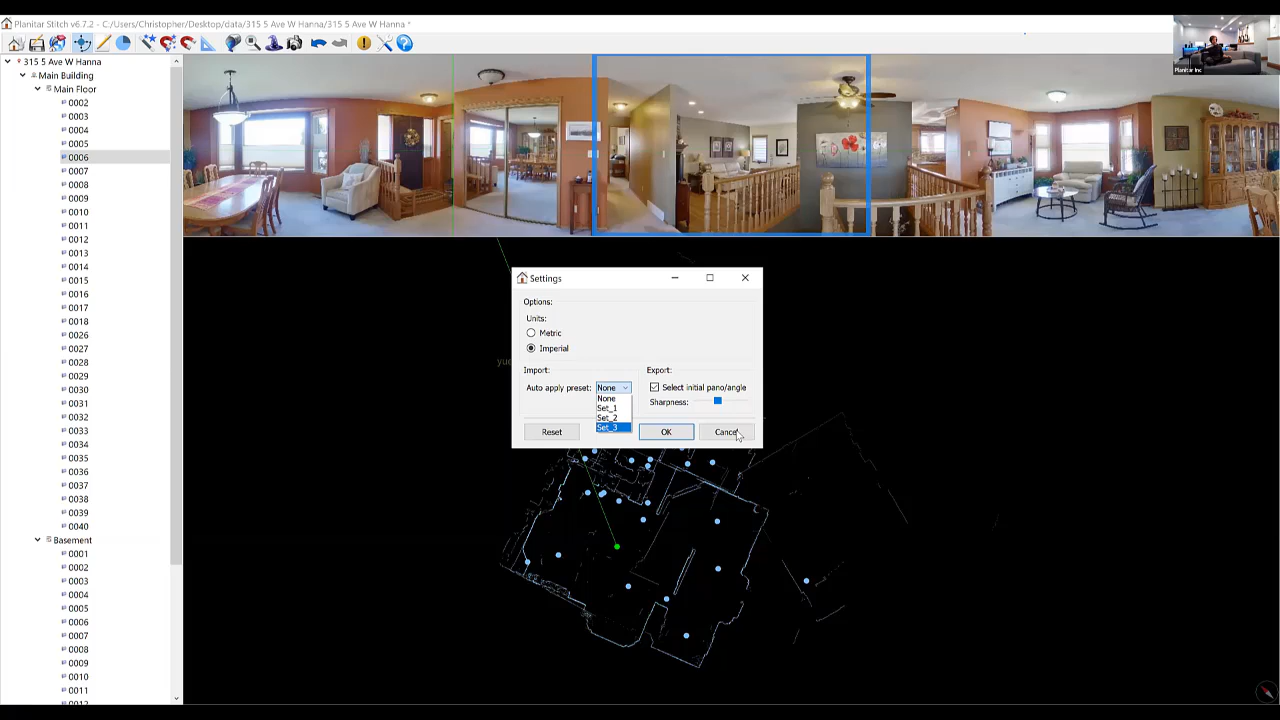 Planitar Stitch v6.7.2 - C:/Users/Christopher/Desktop/data/315 5 Ave W Hanna/315 5 Ave W Hanna *
Planitar Inc
315 5 Ave W Hanna
Main Building
Main Floor
0002
0003
0004
0005
0006
0007
0008
0009
0010
0011
0012
0013
0014
0015
0016
0017
0018
0026
0027
0028
0029
0030
0031
0032
0033
0034
0035
0036
0037
0038
0039
0040
Basement
0001
0002
0003
0004
0005
0006
0007
0008
0009
0010
0011
0012
Settings
Options:
Units:
Metric
Imperial
Import:
Auto apply preset: None
None
Set_1
Set_2
Set_3
Export:
Select initial pano/angle
Sharpness:
Reset
OK
Cancel